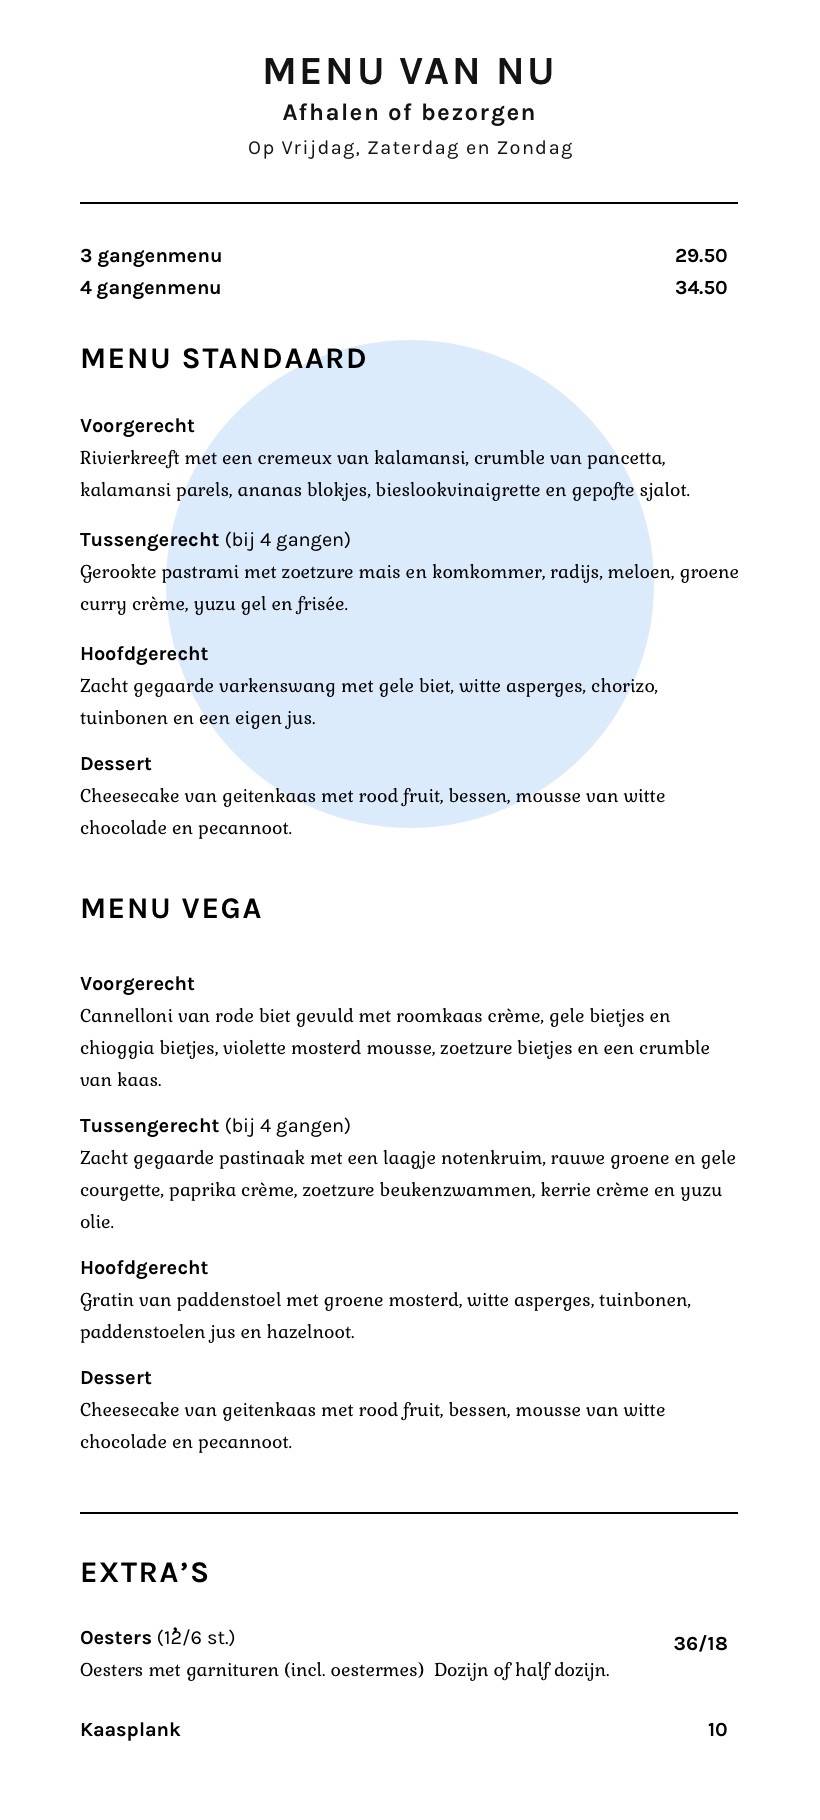 MENU VAN NU
Afhalen of bezorgen
Op Vrijdag, Zaterdag en Zondag
3 gangenmenu 29.50
4 gangenmenu 34.50
MENU STANDAARD
Voorgerecht
Rivierkreeft met een cremeux van kalamansi, crumble van pancetta,
kalamansi parels, ananas blokjes, bieslookvinaigrette en gepofte sjalot.
Tussengerecht (bij 4 gangen)
Gerookte pastrami met zoetzure mais en komkommer, radijs, meloen, groene
curry crème, yuzu gel en frisée.
Hoofdgerecht
Zacht gegaarde varkenswang met gele biet, witte asperges, chorizo,
tuinbonen en een eigen jus.
Dessert
Cheesecake van geitenkaas met rood fruit, bessen, mousse van witte
chocolade en pecannoot.
MENU VEGA
Voorgerecht
Cannelloni van rode biet gevuld met roomkaas crème, gele bietjes en
chioggia bietjes, violette mosterd mousse, zoetzure bietjes en een crumble
van kaas.
Tussengerecht (bij 4 gangen)
Zacht gegaarde pastinaak met een laagje notenkruim, rauwe groene en gele
courgette, paprika crème, zoetzure beukenzwammen, kerrie crème en yuzu
olie.
Hoofdgerecht
Gratin van paddenstoel met groene mosterd, witte asperges, tuinbonen,
paddenstoelen jus en hazelnoot.
Dessert
Cheesecake van geitenkaas met rood fruit, bessen, mousse van witte
chocolade en pecannoot.
EXTRA’S
Oesters (12/6 st.) 36/18
Oesters met garnituren (incl. oestermes)  Dozijn of half dozijn.
Kaasplank 10